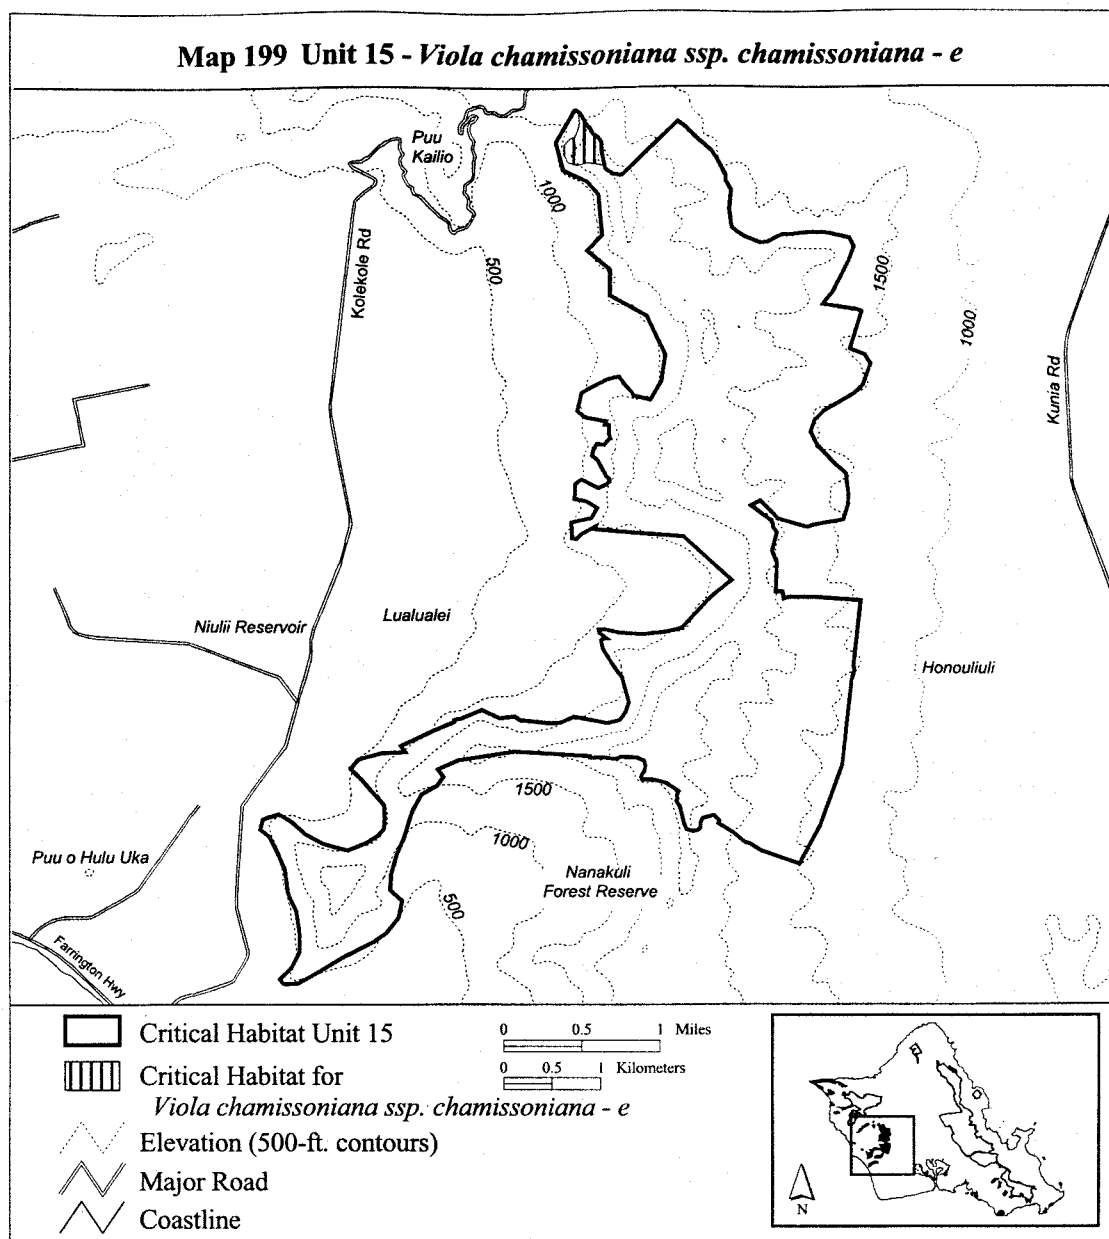 Map 199 Unit 15 - Viola chamissoniana ssp. chamissoniana - e
Puu
Kailio
1000
500
Kolekole Rd
1500
1000
Kunia Rd
Niulii Reservoir
Lualualei
Honouliuli
1500
1000
500
Puu o Hulu Uka
Nanakuli
Forest Reserve
Farrington Hwy
Critical Habitat Unit 15
0 0.5 1 Miles
0 0.5 1 Kilometers
Critical Habitat for
Viola chamissoniana ssp. chamissoniana - e
Elevation (500-ft. contours)
Major Road
Coastline
N